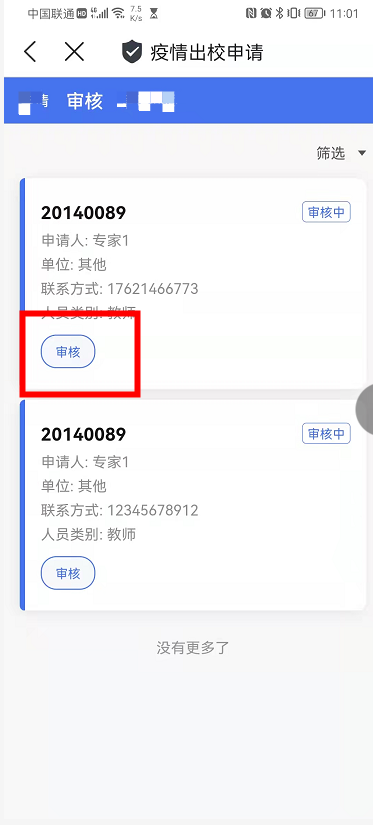 中国联通 HD 4G 7.5 K/s 67 11:01
疫情出校申请
情 审核
筛选
20140089 审核中
申请人: 专家1
单位: 其他
联系方式: 17621466773
人员类别: 教师
审核
20140089 审核中
申请人: 专家1
单位: 其他
联系方式: 12345678912
人员类别: 教师
审核
没有更多了